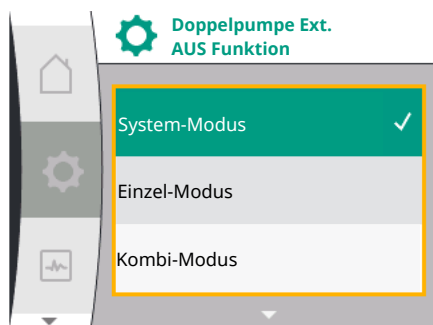 Doppelpumpe Ext.
AUS Funktion
System-Modus
Einzel-Modus
Kombi-Modus